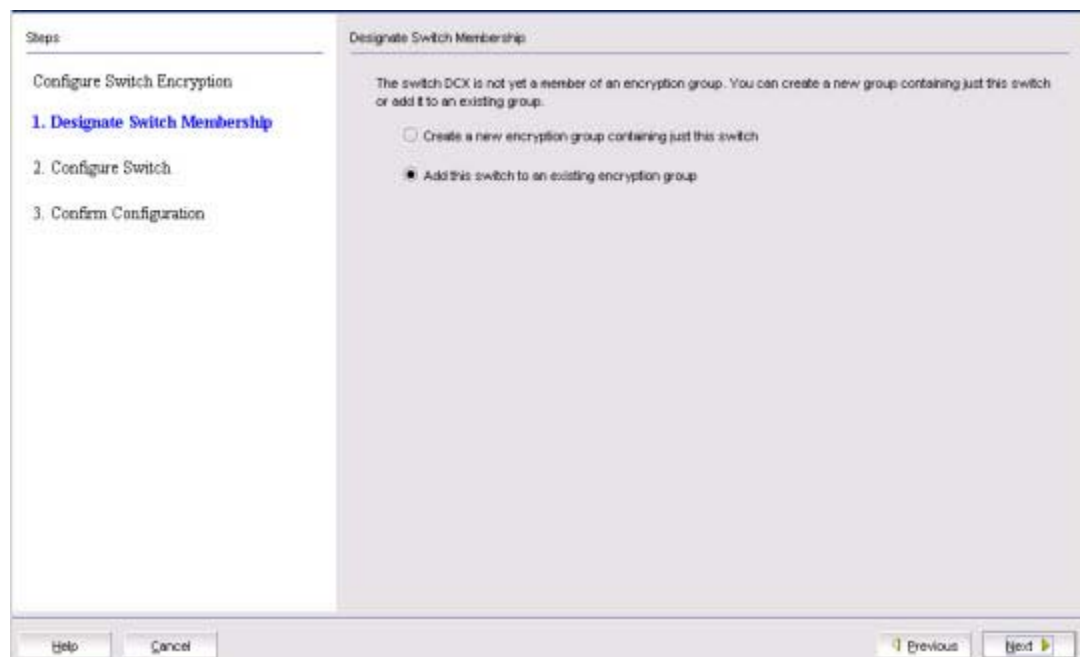 Steps
Configure Switch Encryption
1. Designate Switch Membership
2. Configure Switch
3. Confirm Configuration
Designate Switch Membership
The switch DCX is not yet a member of an encryption group. You can create a new group containing just this switch
or add it to an existing group.
Create a new encryption group containing just this switch
Add this switch to an existing encryption group
Help
Cancel
Previous
Next